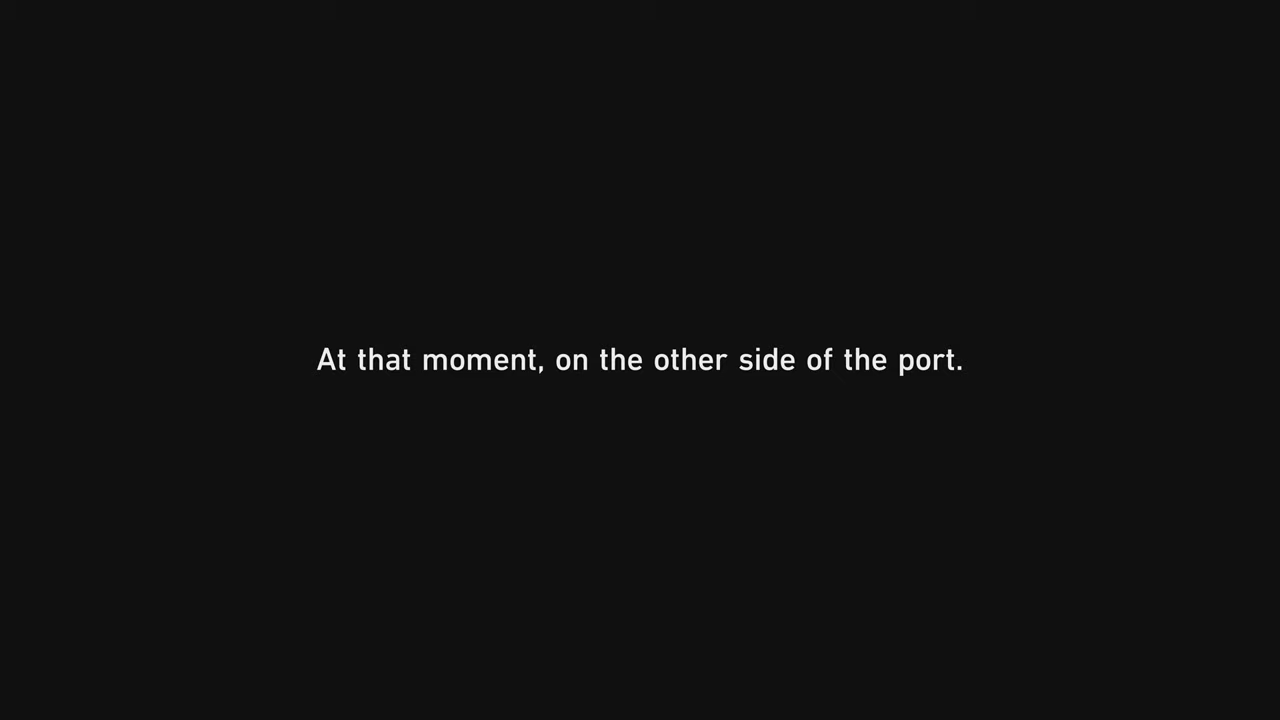 At that moment, on the other side of the port.